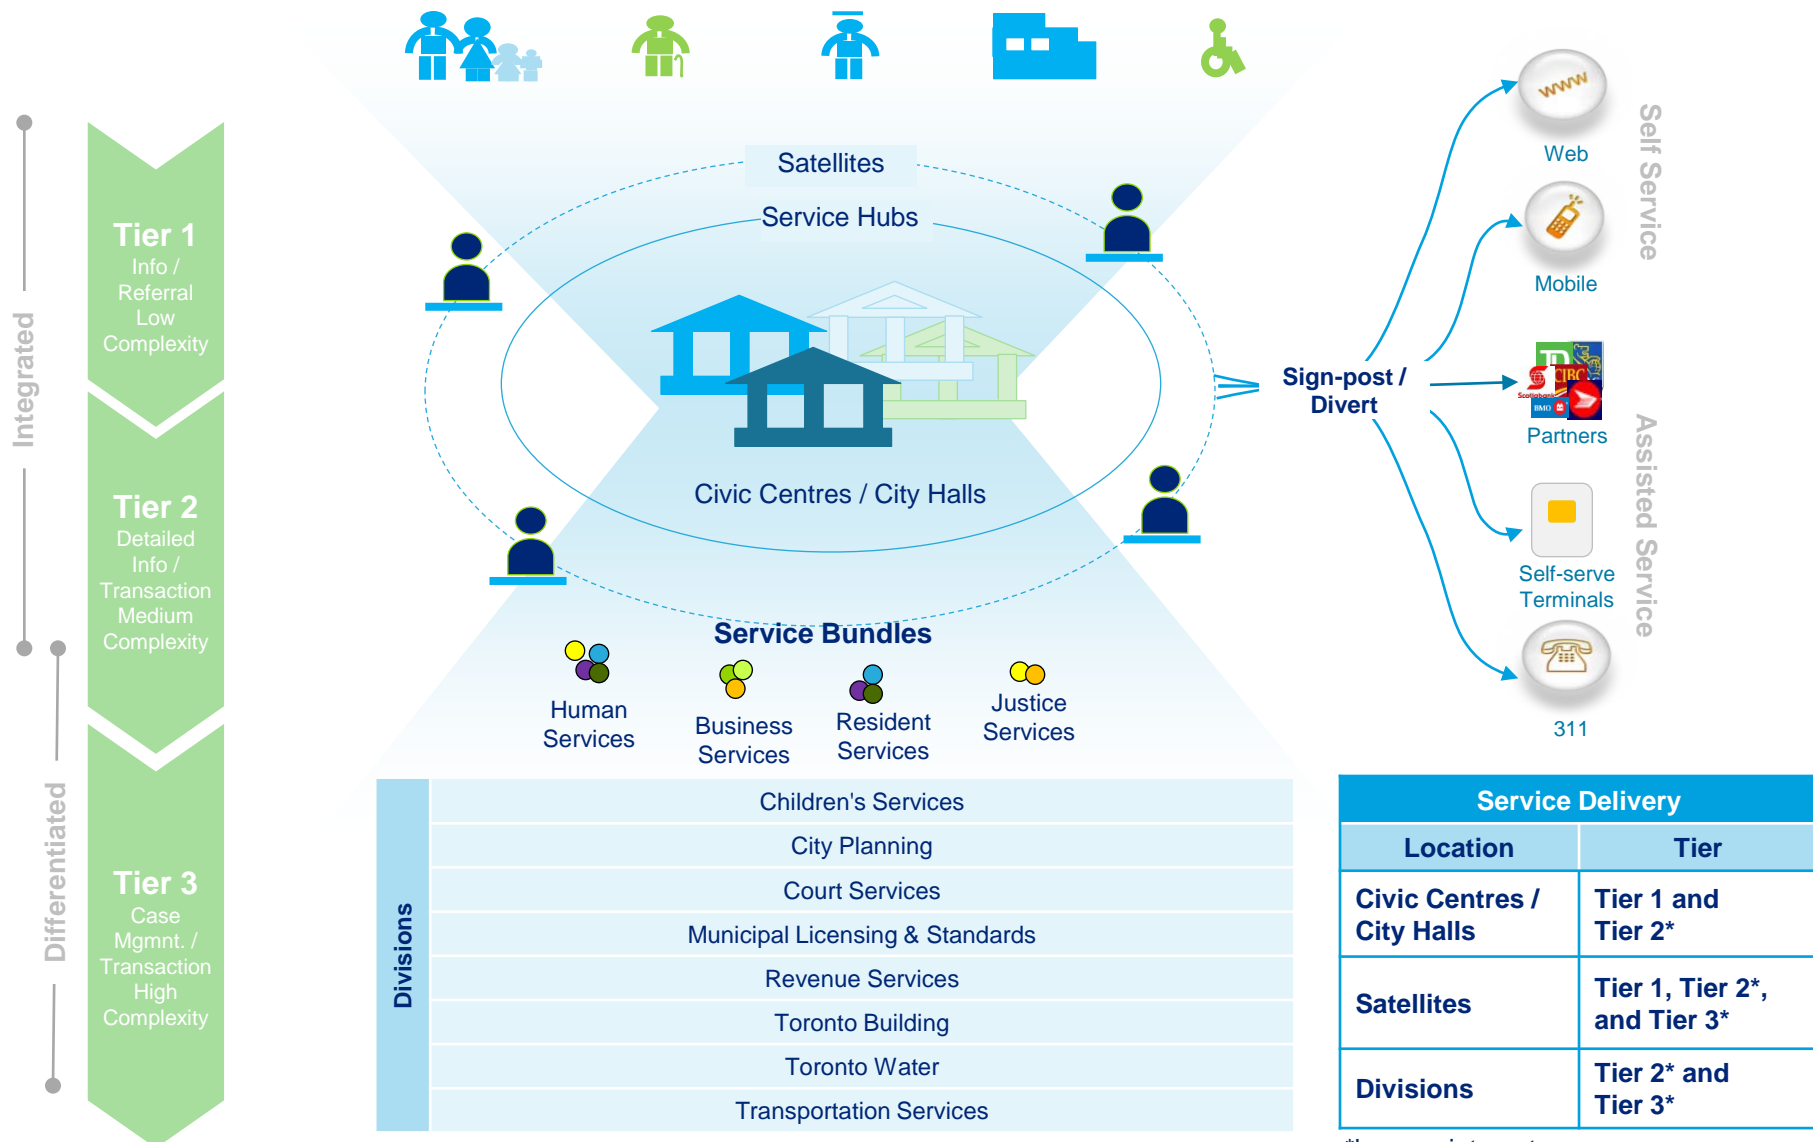 Tier 1
Info /
Referral
Low
Complexity
Tier 2
Detailed
Info /
Transaction
Medium
Complexity
Tier 3
Case
Mgmnt. /
Transaction
High
Complexity
Integrated
Differentiated
Satellites
Service Hubs
Civic Centres / City Halls
Sign-post /
Divert
www
Web
Mobile
TD
CIBC
Scotiabank
BMO
Partners
Self-serve
Terminals
311
Self Service
Assisted Service
Service Bundles
Human
Services
Business
Services
Resident
Services
Justice
Services
Divisions
Children's Services
City Planning
Court Services
Municipal Licensing & Standards
Revenue Services
Toronto Building
Toronto Water
Transportation Services
Service Delivery
Location
Tier
Civic Centres /
City Halls
Tier 1 and
Tier 2*
Satellites
Tier 1, Tier 2*,
and Tier 3*
Divisions
Tier 2* and
Tier 3*